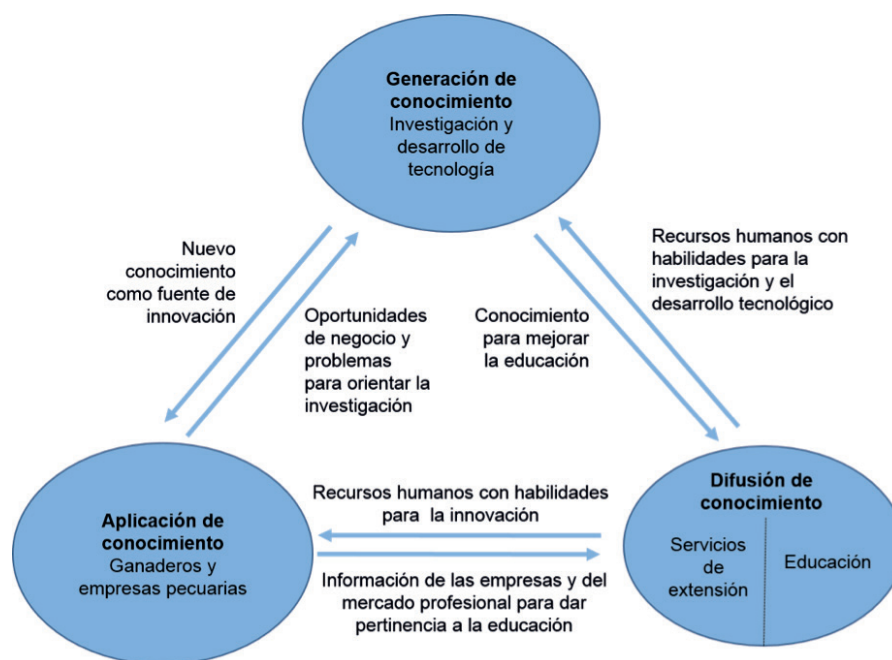 Generación de
conocimiento
Investigación y
desarrollo de
tecnología
Nuevo
conocimiento
como fuente de
innovación
Oportunidades
de negocio y
problemas
para orientar la
investigación
Conocimiento
para mejorar
la educación
Recursos humanos con
habilidades para la
investigación y el
desarrollo tecnológico
Aplicación de
conocimiento
Ganaderos y
empresas pecuarias
Recursos humanos con habilidades
para la innovación
Información de las empresas y del
mercado profesional para dar
pertinencia a la educación
Difusión de
conocimiento
Servicios
de
extensión
Educación